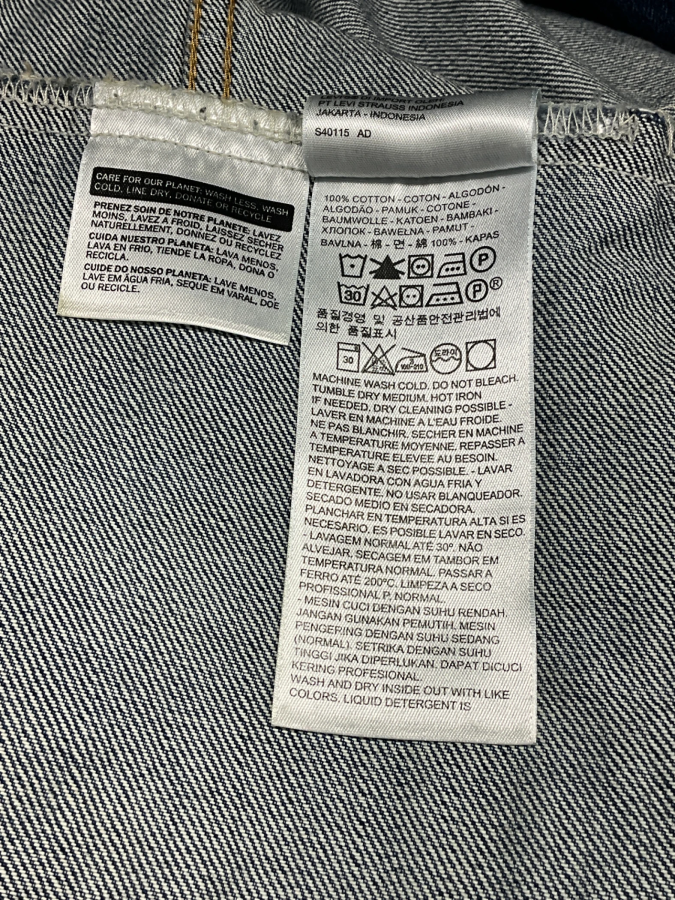 CARE FOR OUR PLANET: WASH LESS, WASH
COLD, LINE DRY, DONATE OR RECYCLE
PRENEZ SOIN DE NOTRE PLANETE: LAVEZ
MOINS, LAVEZ A FROID, LAISSEZ SECHER
NATURELLEMENT, DONNEZ OU RECYCLEZ
CUIDA NUESTRO PLANETA: LAVA MENOS,
LAVA EN FRIO, TIENDE LA ROPA, DONA O
RECICLA.
CUIDE DO NOSSO PLANETA: LAVE MENOS,
LAVE EM ÁGUA FRIA, SEQUE EM VARAL, DOE
OU RECICLE.
PT LEVI STRAUSS INDONESIA
JAKARTA - INDONESIA
S40115 AD
100% COTTON - COTON - ALGODÓN -
ALGODÃO - PAMUK - COTONE -
BAUMWOLLE - KATOEN - BAMBAKI -
ХЛОПОК - BAWEŁNA - PAMUT -
BAVLNA - 棉 - 면 - 綿 100% - KAPAS
P
30 P®
품질경영 및 공산품안전관리법에
의한 품질표시
30 드라이
MACHINE WASH COLD. DO NOT BLEACH.
TUMBLE DRY MEDIUM. HOT IRON
IF NEEDED. DRY CLEANING POSSIBLE -
LAVER EN MACHINE A L'EAU FROIDE.
NE PAS BLANCHIR. SECHER EN MACHINE
A TEMPERATURE MOYENNE. REPASSER A
TEMPERATURE ELEVEE AU BESOIN.
NETTOYAGE A SEC POSSIBLE. - LAVAR
EN LAVADORA CON AGUA FRIA Y
DETERGENTE. NO USAR BLANQUEADOR.
SECADO MEDIO EN SECADORA.
PLANCHAR EN TEMPERATURA ALTA SI ES
NECESARIO. ES POSIBLE LAVAR EN SECO.
- LAVAGEM NORMAL ATÉ 30°. NÃO
ALVEJAR. SECAGEM EM TAMBOR EM
TEMPERATURA NORMAL. PASSAR A
FERRO ATÉ 200°C. LIMPEZA A SECO
PROFISSIONAL P, NORMAL.
- MESIN CUCI DENGAN SUHU RENDAH.
JANGAN GUNAKAN PEMUTIH. MESIN
PENGERING DENGAN SUHU SEDANG
(NORMAL). SETRIKA DENGAN SUHU
TINGGI JIKA DIPERLUKAN. DAPAT DICUCI
KERING PROFESIONAL.
WASH AND DRY INSIDE OUT WITH LIKE
COLORS. LIQUID DETERGENT IS